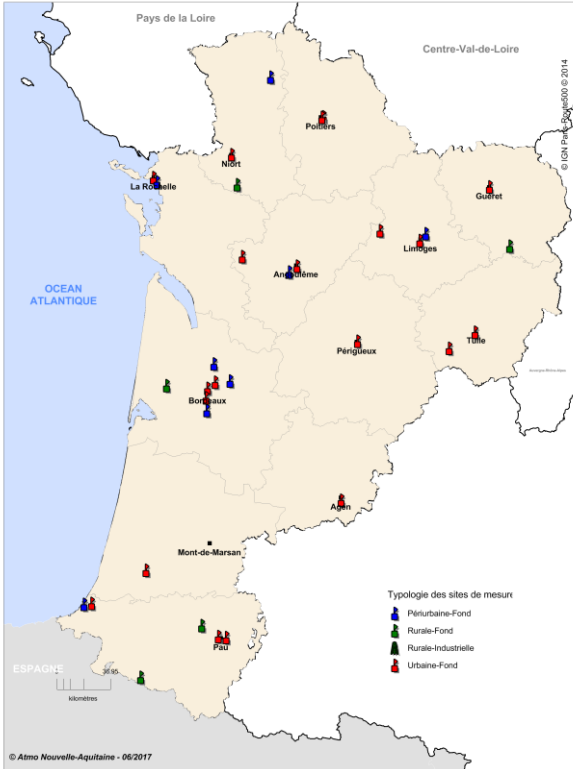 Pays de la Loire
Centre-Val-de-Loire
© IGN Paris-Route500 © 2014
Poitiers
Niort
La Rochelle
Guéret
Limoges
Angoulême
OCEAN
ATLANTIQUE
Périgueux
Tulle
Bordeaux
Agen
Mont-de-Marsan
Typologie des sites de mesure
Périurbaine-Fond
Rurale-Fond
Rurale-Industrielle
Urbaine-Fond
Pau
ESPAGNE
kilomètres
© Atmo Nouvelle-Aquitaine - 06/2017